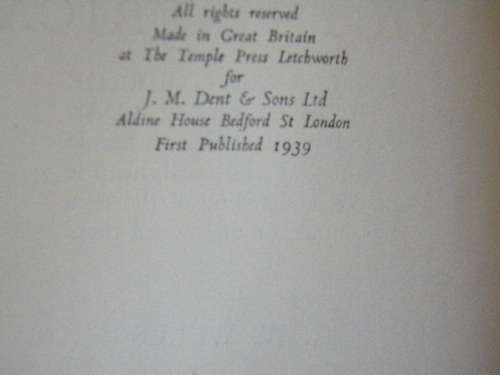 All rights reserved
Made in Great Britain
at The Temple Press Letchworth
for
J. M. Dent & Sons Ltd
Aldine House Bedford St London
First Published 1939